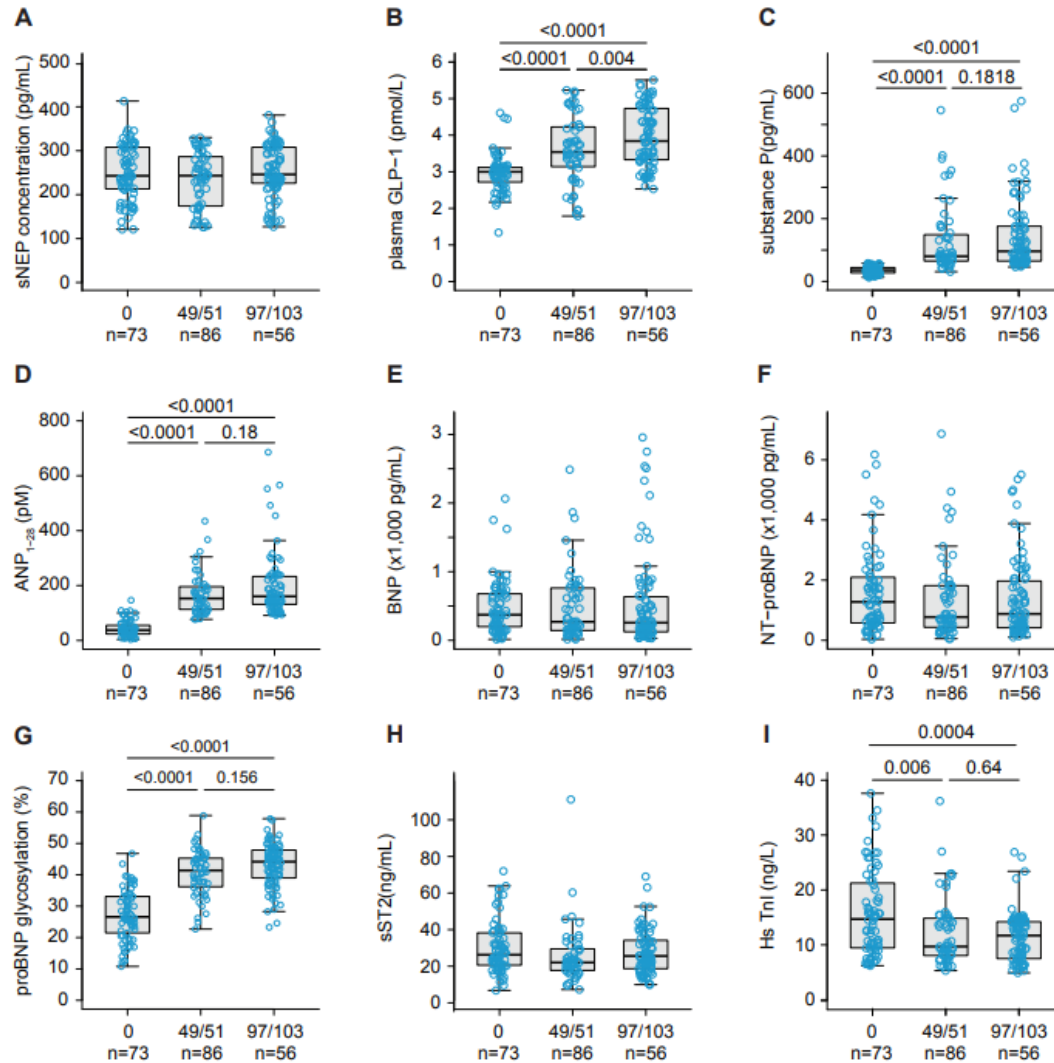 A
sNEP concentration (pg/mL)
500
400
300
200
100
0
0
49/51
97/103
n=73
n=86
n=56
B
<0.0001
<0.0001
0.004
plasma GLP−1 (pmol/L)
6
5
4
3
2
1
0
0
49/51
97/103
n=73
n=86
n=56
C
<0.0001
<0.0001
0.1818
substance P(pg/mL)
600
400
200
100
0
0
49/51
97/103
n=73
n=86
n=56
D
<0.0001
<0.0001
0.18
ANP1−28 (pM)
800
600
400
200
0
0
49/51
97/103
n=73
n=86
n=56
E
BNP (x1,000 pg/mL)
3
2
1
0
0
49/51
97/103
n=73
n=86
n=56
F
NT−proBNP (x1,000 pg/mL)
6
4
2
0
0
49/51
97/103
n=73
n=86
n=56
G
<0.0001
<0.0001
0.156
proBNP glycosylation (%)
70
60
50
40
30
20
10
0
0
49/51
97/103
n=73
n=86
n=56
H
sST2(ng/mL)
100
80
60
40
20
0
0
49/51
97/103
n=73
n=86
n=56
I
0.0004
0.006
0.64
Hs TnI (ng/L)
40
30
20
10
0
0
49/51
97/103
n=73
n=86
n=56